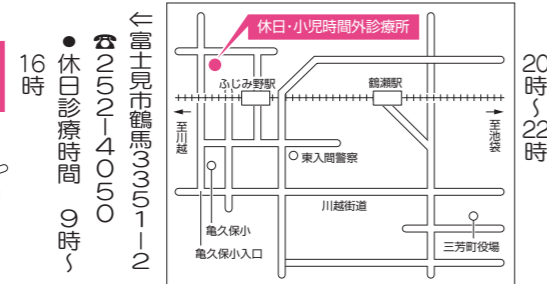 20時～22時
休日・小児時間外診療所
ふじみ野駅
鶴瀬駅
至川越
至池袋
東入間警察
川越街道
亀久保小
亀久保小入口
三芳町役場
⇐富士見市鶴馬3351－2
☎252－4050
●休日診療時間　9時～
16時